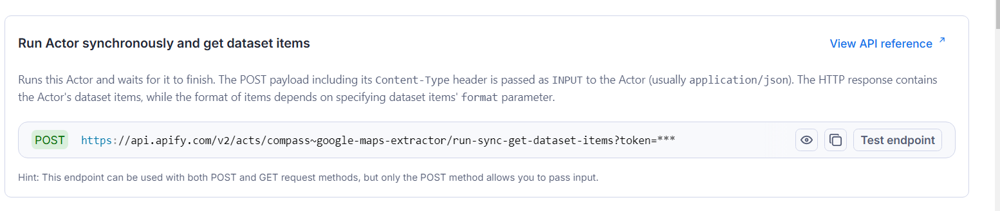 Run Actor synchronously and get dataset items
View API reference ↗
Runs this Actor and waits for it to finish. The POST payload including its Content-Type header is passed as INPUT to the Actor (usually application/json). The HTTP response contains
the Actor's dataset items, while the format of items depends on specifying dataset items' format parameter.
POST https://api.apify.com/v2/acts/compass~google-maps-extractor/run-sync-get-dataset-items?token=*** Test endpoint
Hint: This endpoint can be used with both POST and GET request methods, but only the POST method allows you to pass input.